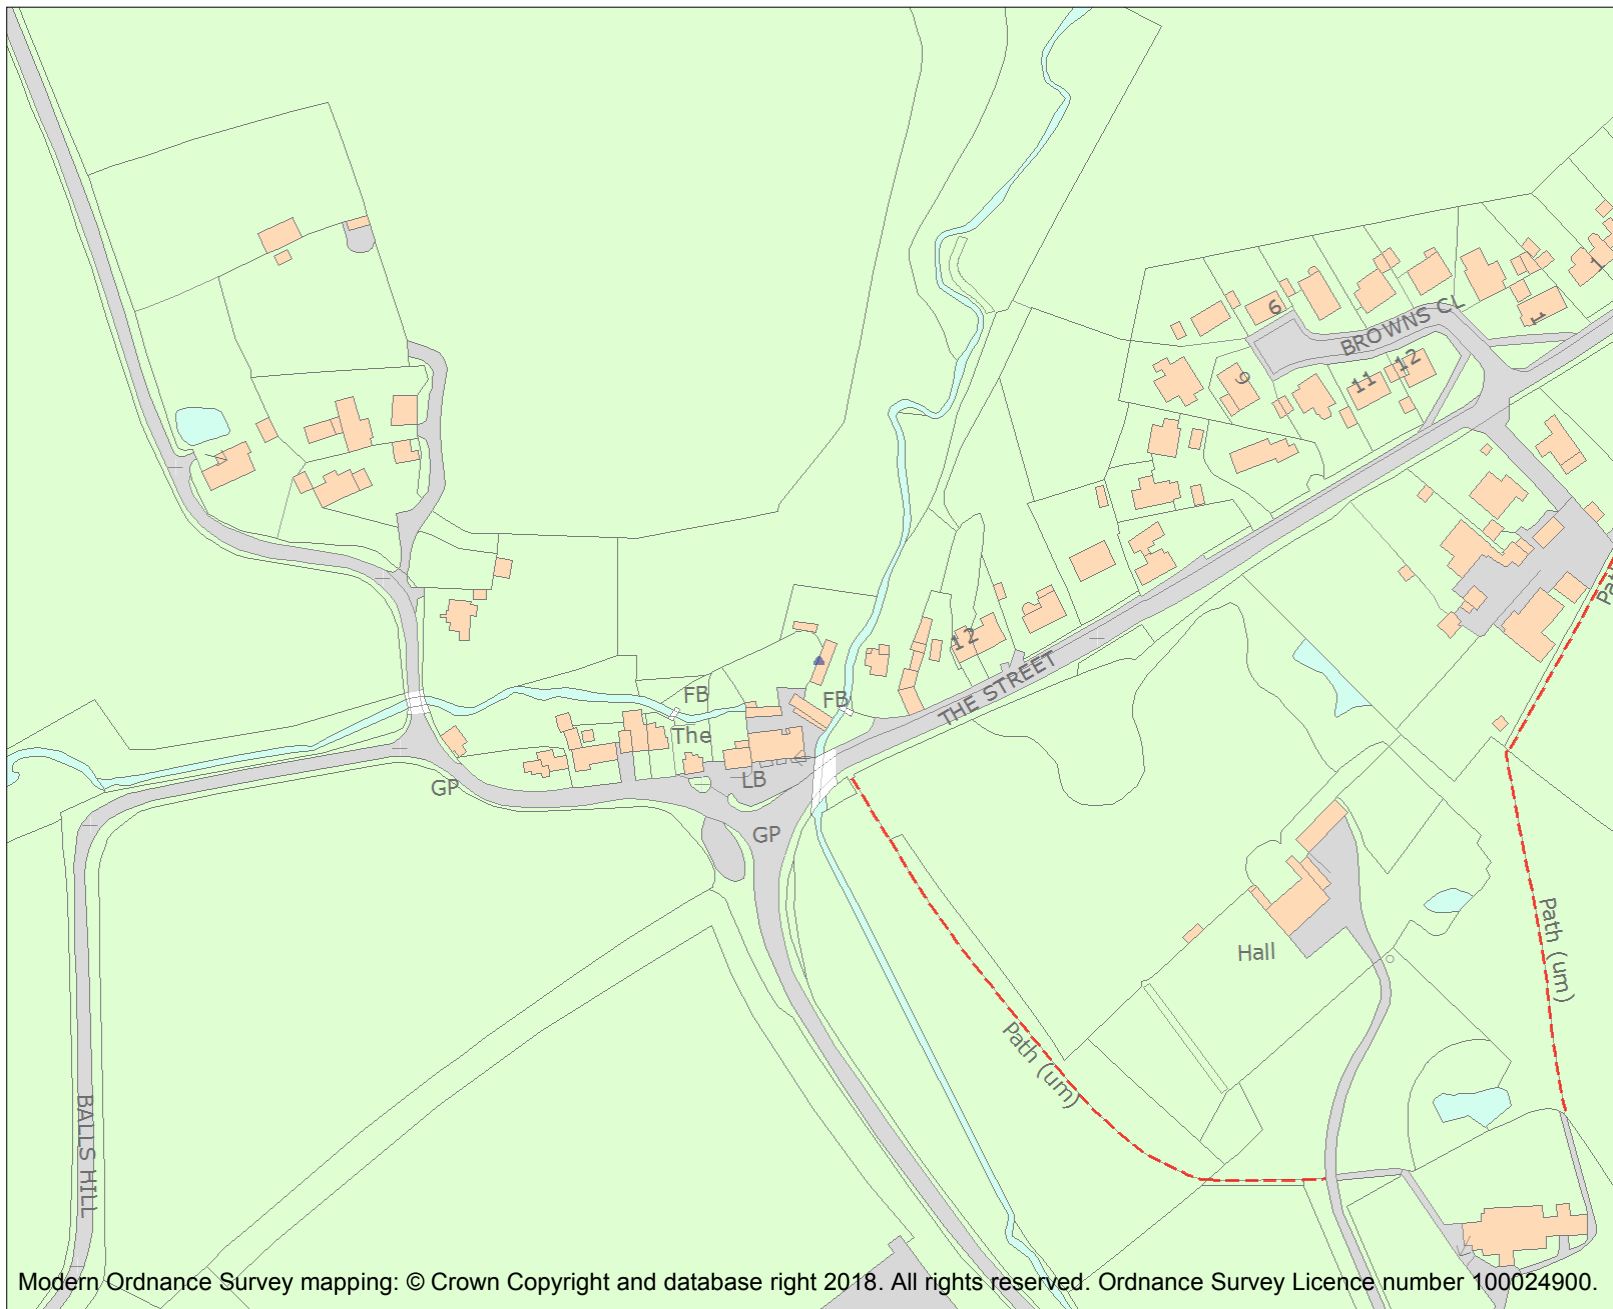 BROWNS CL
6
1
1
9
11
12
12
THE STREET
FB
FB
The
LB
GP
GP
Hall
Path (um)
Path (um)
BALLS HILL
Modern Ordnance Survey mapping: © Crown Copyright and database right 2018. All rights reserved. Ordnance Survey Licence number 100024900.